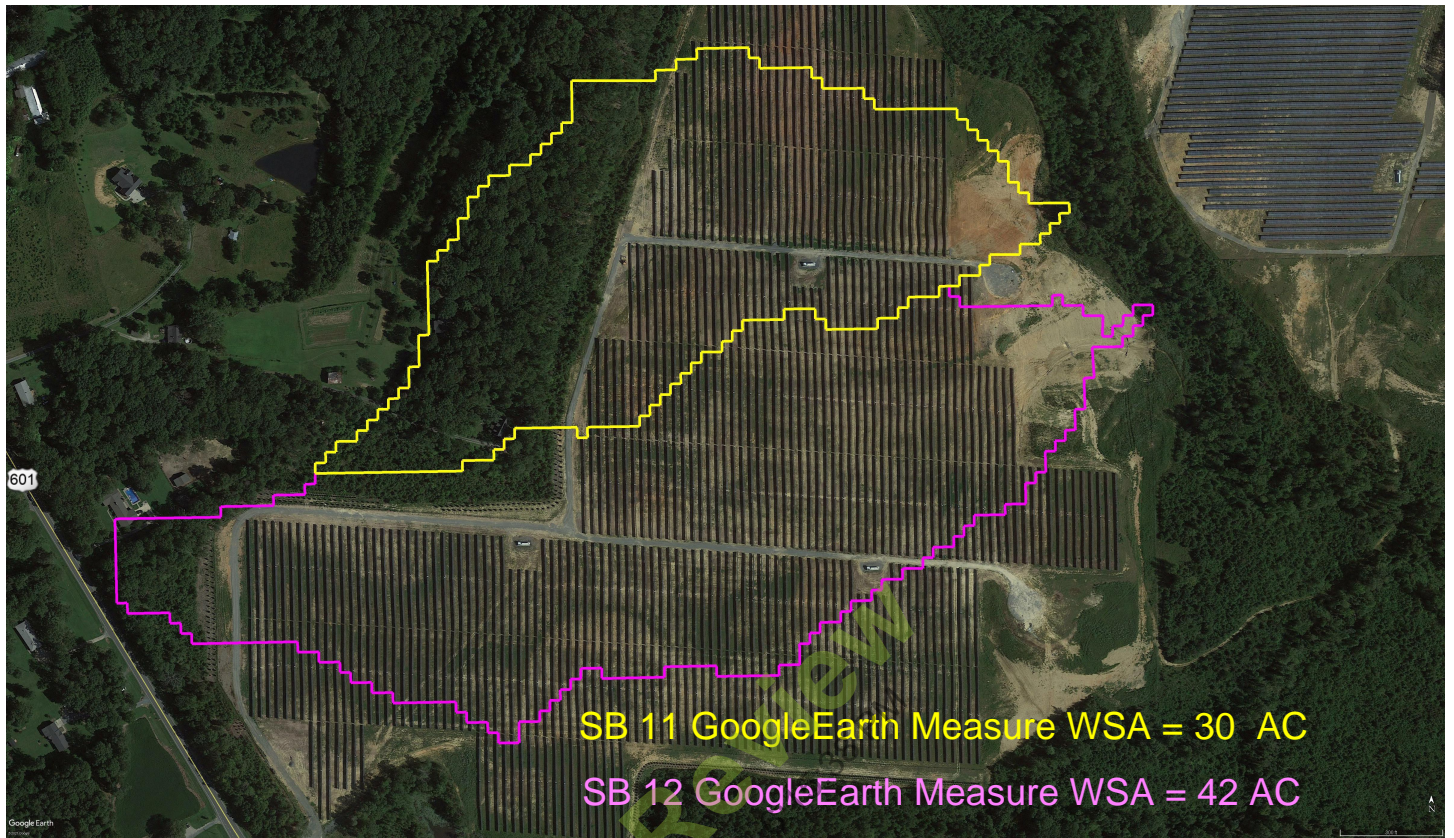 601
SB 11 GoogleEarth Measure WSA = 30 AC
Review
SB 12 GoogleEarth Measure WSA = 42 AC
Google Earth
N